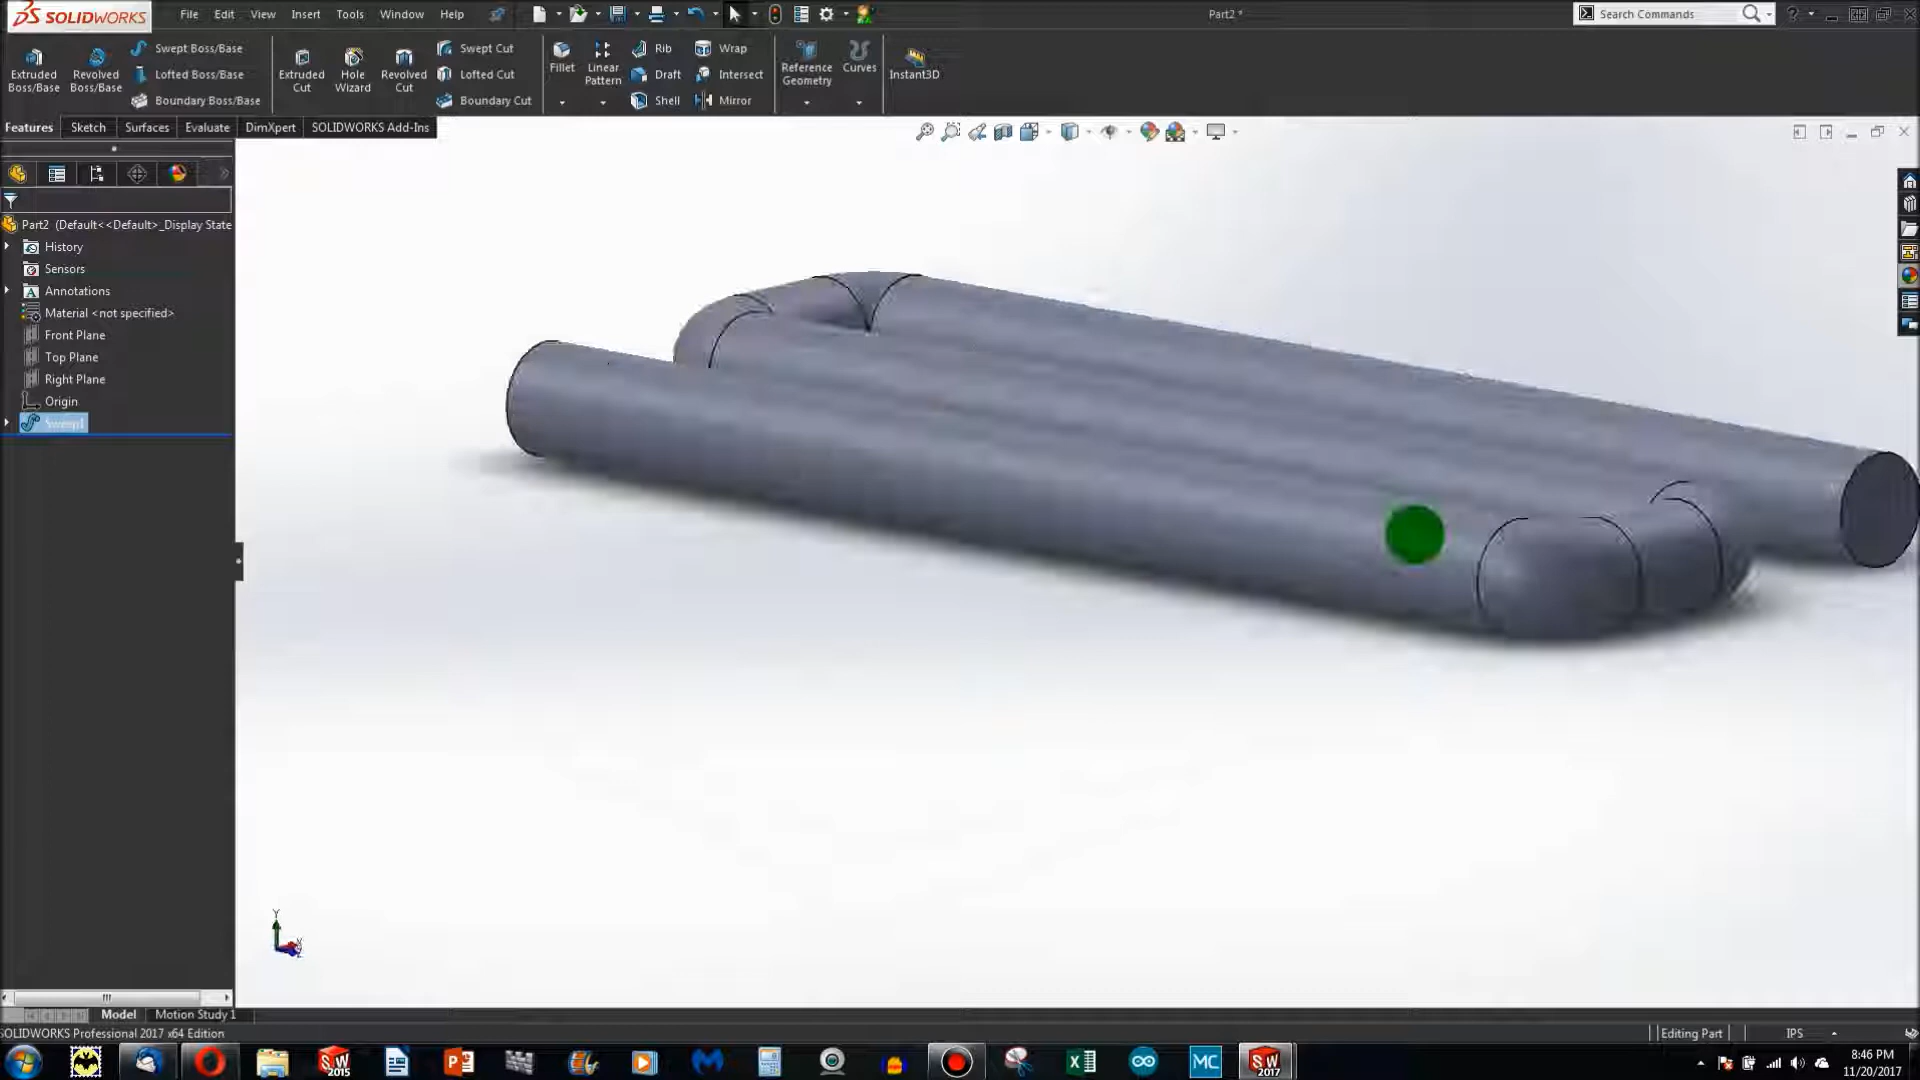 SOLIDWORKS File Edit View Insert Tools Window Help Part2 * Search Commands
Extruded Boss/Base Revolved Boss/Base Swept Boss/Base Lofted Boss/Base Boundary Boss/Base Extruded Cut Hole Wizard Revolved Cut Swept Cut Lofted Cut Boundary Cut Fillet Linear Pattern Rib Draft Shell Wrap Intersect Mirror Reference Geometry Curves Instant3D
Features Sketch Surfaces Evaluate DimXpert SOLIDWORKS Add-Ins
Part2 (Default<<Default>_Display State
History
Sensors
Annotations
Material <not specified>
Front Plane
Top Plane
Right Plane
Origin
Sweep1
Y
Model Motion Study 1
SOLIDWORKS Professional 2017 x64 Edition Editing Part IPS
SW 2015 MC SW 2017
8:46 PM
11/20/2017